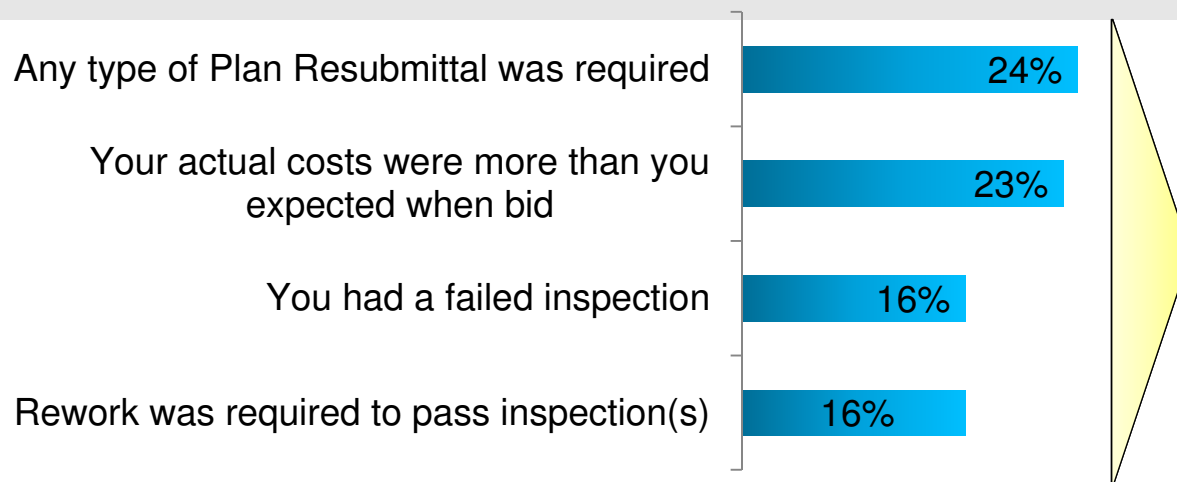 Any type of Plan Resubmittal was required
24%
Your actual costs were more than you
expected when bid
23%
You had a failed inspection
16%
Rework was required to pass inspection(s)
16%